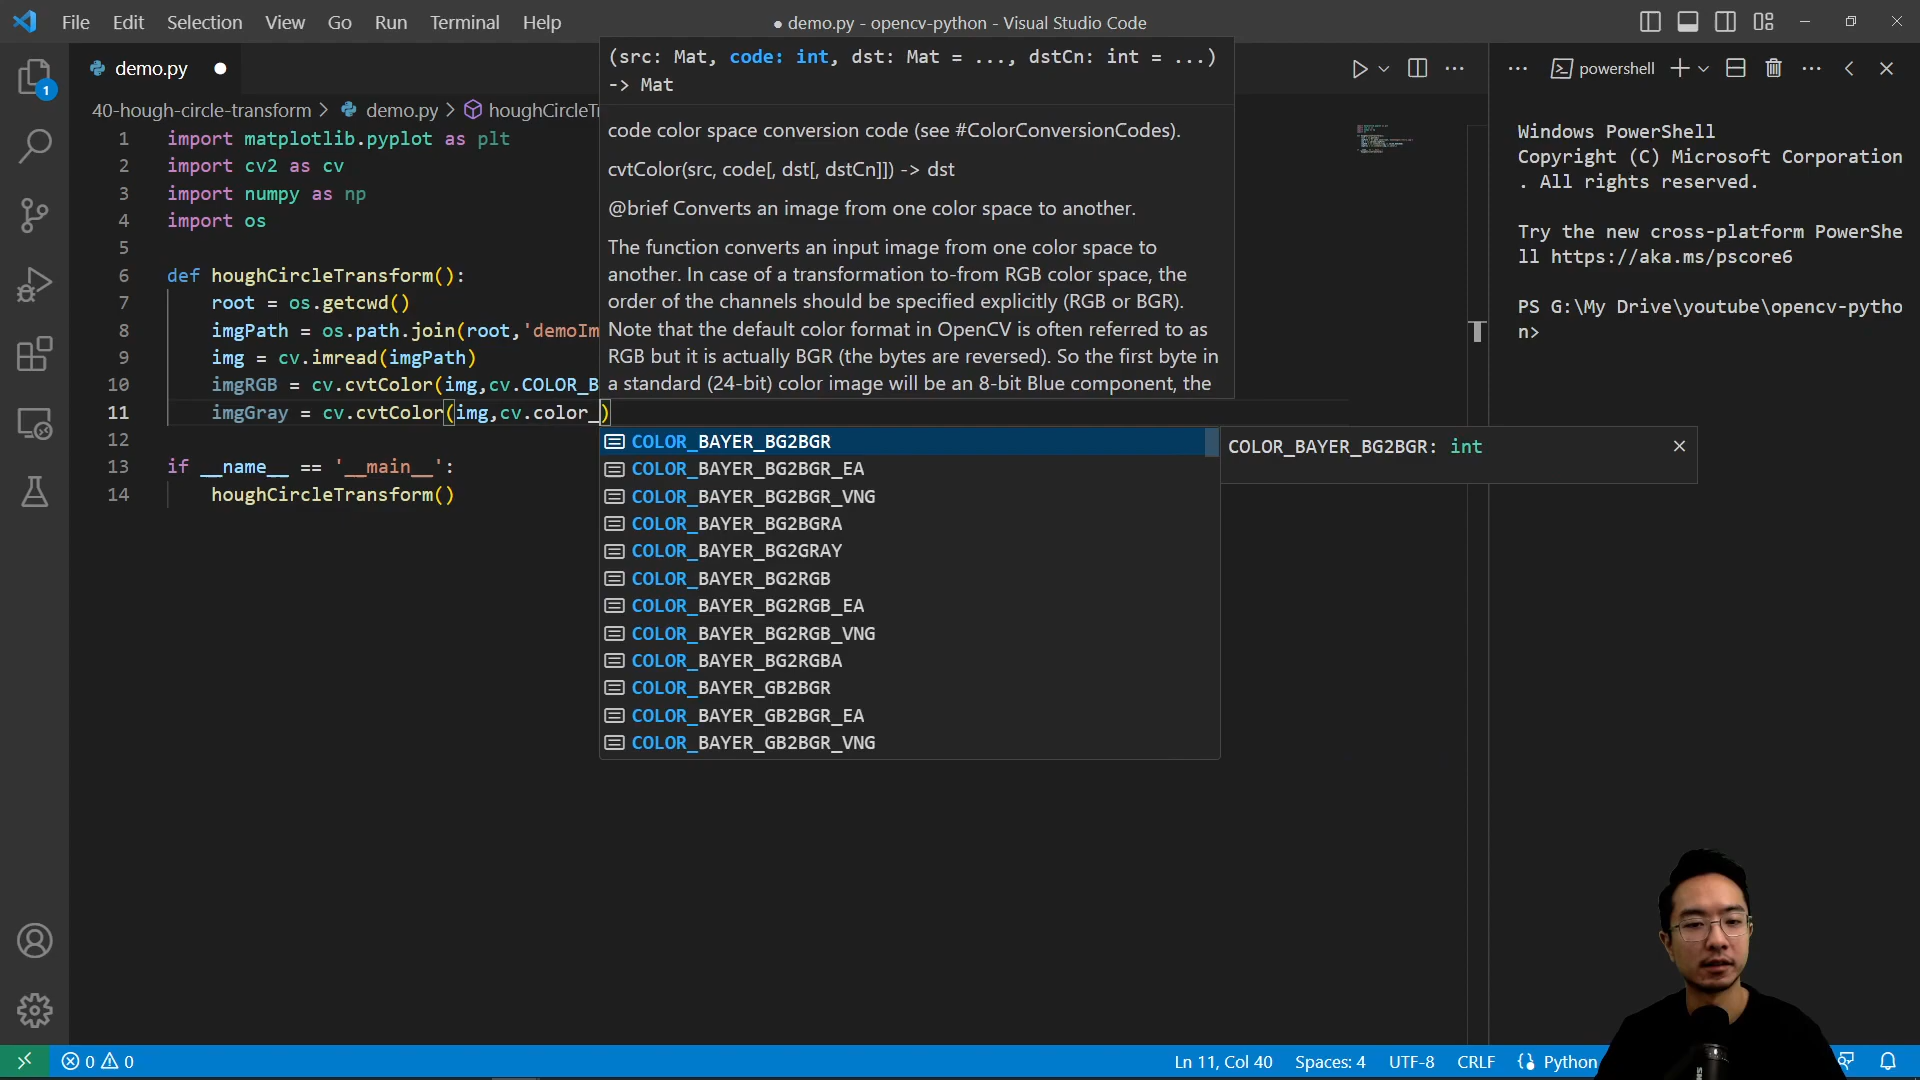 File Edit Selection View Go Run Terminal Help
● demo.py - opencv-python - Visual Studio Code
demo.py ●
powershell
40-hough-circle-transform > demo.py > houghCircleTr
1 import matplotlib.pyplot as plt
2 import cv2 as cv
3 import numpy as np
4 import os
5
6 def houghCircleTransform():
7 root = os.getcwd()
8 imgPath = os.path.join(root,'demoIm
9 img = cv.imread(imgPath)
10 imgRGB = cv.cvtColor(img,cv.COLOR_B
11 imgGray = cv.cvtColor(img,cv.color_)
12
13 if __name__ == '__main__':
14 houghCircleTransform()
(src: Mat, code: int, dst: Mat = ..., dstCn: int = ...)
-> Mat
code color space conversion code (see #ColorConversionCodes).
cvtColor(src, code[, dst[, dstCn]]) -> dst
@brief Converts an image from one color space to another.
The function converts an input image from one color space to
another. In case of a transformation to-from RGB color space, the
order of the channels should be specified explicitly (RGB or BGR).
Note that the default color format in OpenCV is often referred to as
RGB but it is actually BGR (the bytes are reversed). So the first byte in
a standard (24-bit) color image will be an 8-bit Blue component, the
COLOR_BAYER_BG2BGR
COLOR_BAYER_BG2BGR_EA
COLOR_BAYER_BG2BGR_VNG
COLOR_BAYER_BG2BGRA
COLOR_BAYER_BG2GRAY
COLOR_BAYER_BG2RGB
COLOR_BAYER_BG2RGB_EA
COLOR_BAYER_BG2RGB_VNG
COLOR_BAYER_BG2RGBA
COLOR_BAYER_GB2BGR
COLOR_BAYER_GB2BGR_EA
COLOR_BAYER_GB2BGR_VNG
COLOR_BAYER_BG2BGR: int
Windows PowerShell
Copyright (C) Microsoft Corporation
. All rights reserved.
Try the new cross-platform PowerShe
ll https://aka.ms/pscore6
PS G:\My Drive\youtube\opencv-pytho
n>
1
0 0
Ln 11, Col 40 Spaces: 4 UTF-8 CRLF Python